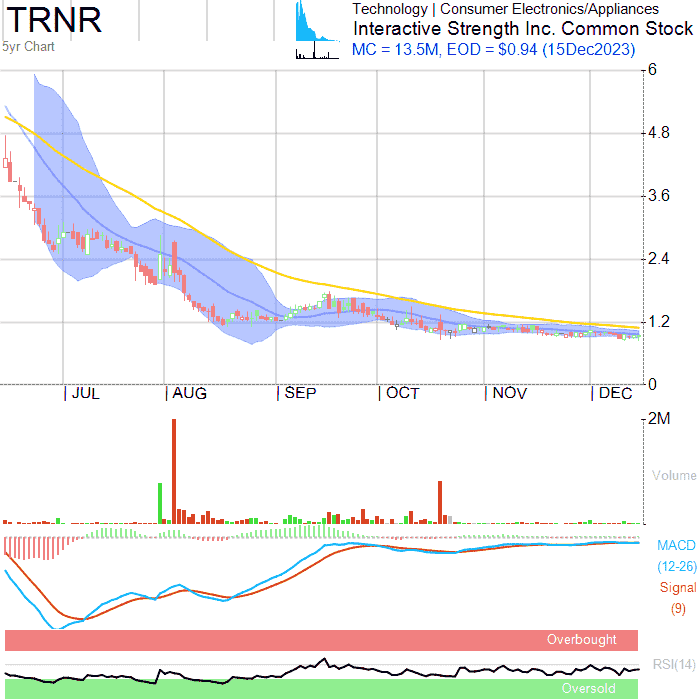 TRNR
5yr Chart
Technology | Consumer Electronics/Appliances
Interactive Strength Inc. Common Stock
MC = 13.5M, EOD = $0.94 (15Dec2023)
6
4.8
3.6
2.4
1.2
0
JUL
AUG
SEP
OCT
NOV
DEC
2M
Volume
MACD
(12-26)
Signal
(9)
Overbought
RSI(14)
Oversold